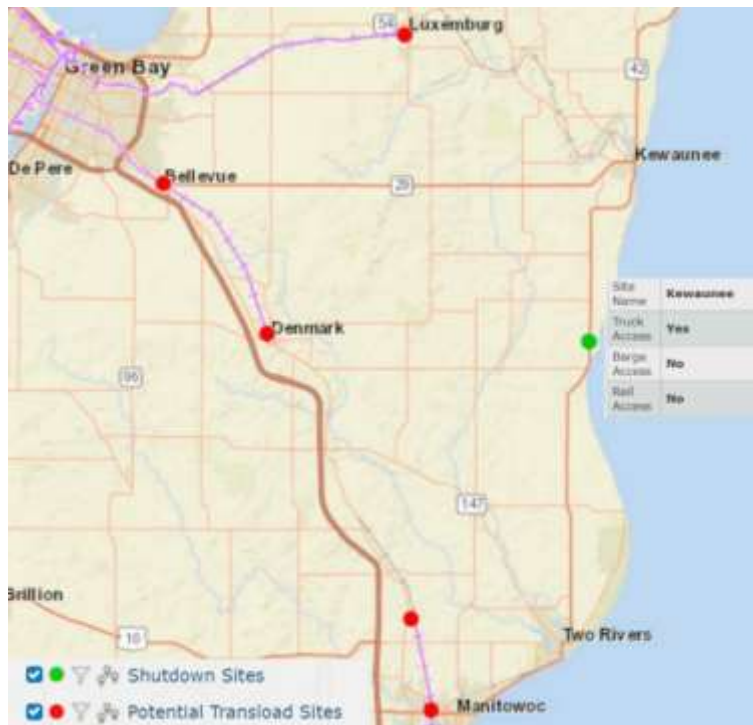 54
Luxemburg
Green Bay
42
Kewaunee
De Pere
Bellevue
29
Site Name Kewaunee
Truck Access Yes
Barge Access No
Rail Access No
Denmark
96
147
Brillion
10
Two Rivers
Shutdown Sites
Manitowoc
Potential Transload Sites